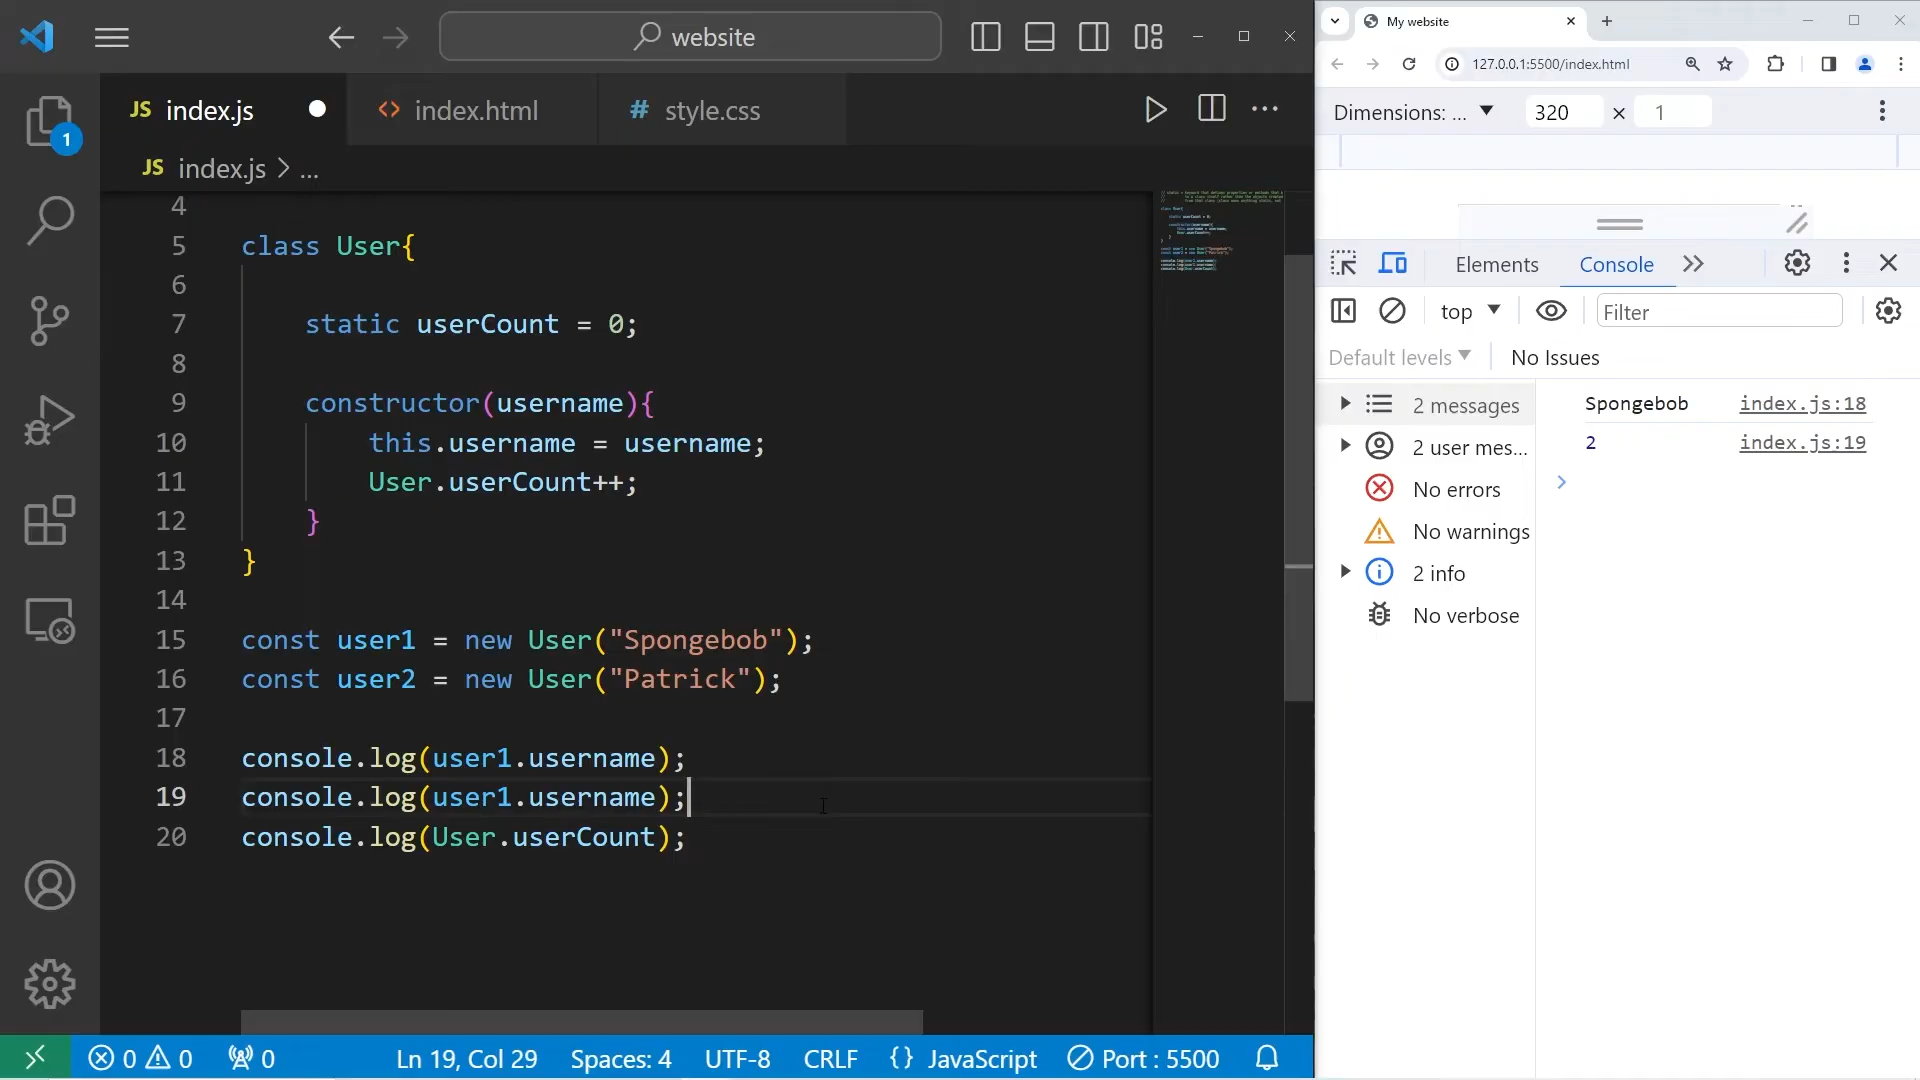 website
JS index.js
<> index.html
# style.css
1
JS index.js > ...
4
5 class User{
6
7 static userCount = 0;
8
9 constructor(username){
10 this.username = username;
11 User.userCount++;
12 }
13 }
14
15 const user1 = new User("Spongebob");
16 const user2 = new User("Patrick");
17
18 console.log(user1.username);
19 console.log(user1.username);
20 console.log(User.userCount);
0 0 0 Ln 19, Col 29 Spaces: 4 UTF-8 CRLF {} JavaScript Port : 5500
My website
127.0.0.1:5500/index.html
Dimensions: ... 320 × 1
Elements Console
top Filter
Default levels No Issues
2 messages
2 user mes...
No errors
No warnings
2 info
No verbose
Spongebob index.js:18
2 index.js:19